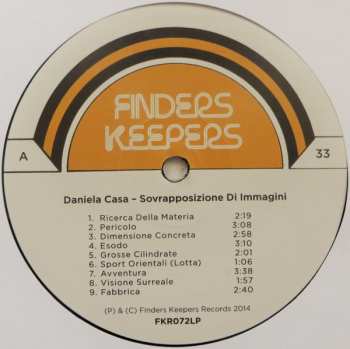 FINDERS
KEEPERS
A
33
Daniela Casa – Sovrapposizione Di Immagini
1. Ricerca Della Materia 2:19
2. Pericolo 3:08
3. Dimensione Concreta 2:58
4. Esodo 3:10
5. Grosse Cilindrate 2:01
6. Sport Orientali (Lotta) 1:06
7. Avventura 3:38
8. Visione Surreale 1:57
9. Fabbrica 2:40
(P) & (C) Finders Keepers Records 2014
FKR072LP